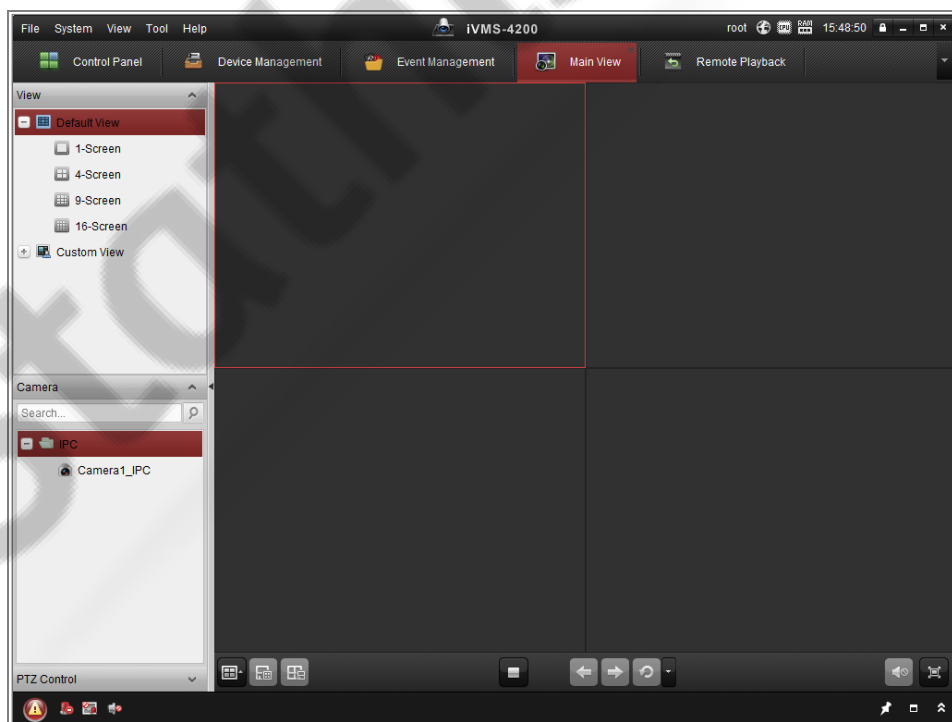 File System View Tool Help iVMS-4200 root CPU RAM 15:48:50
Control Panel Device Management Event Management Main View Remote Playback
View
Default View
1-Screen
4-Screen
9-Screen
16-Screen
Custom View
Camera
Search...
IPC
Camera1_IPC
PTZ Control